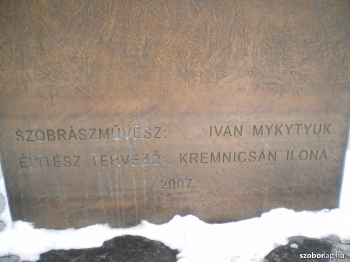 SZOBRÁSZMŰVÉSZ: IVAN MYKYTYUK
ÉPÍTÉSZ TERVEZŐ: KREMNICSÁN ILONA
2007
szoborlap.hu